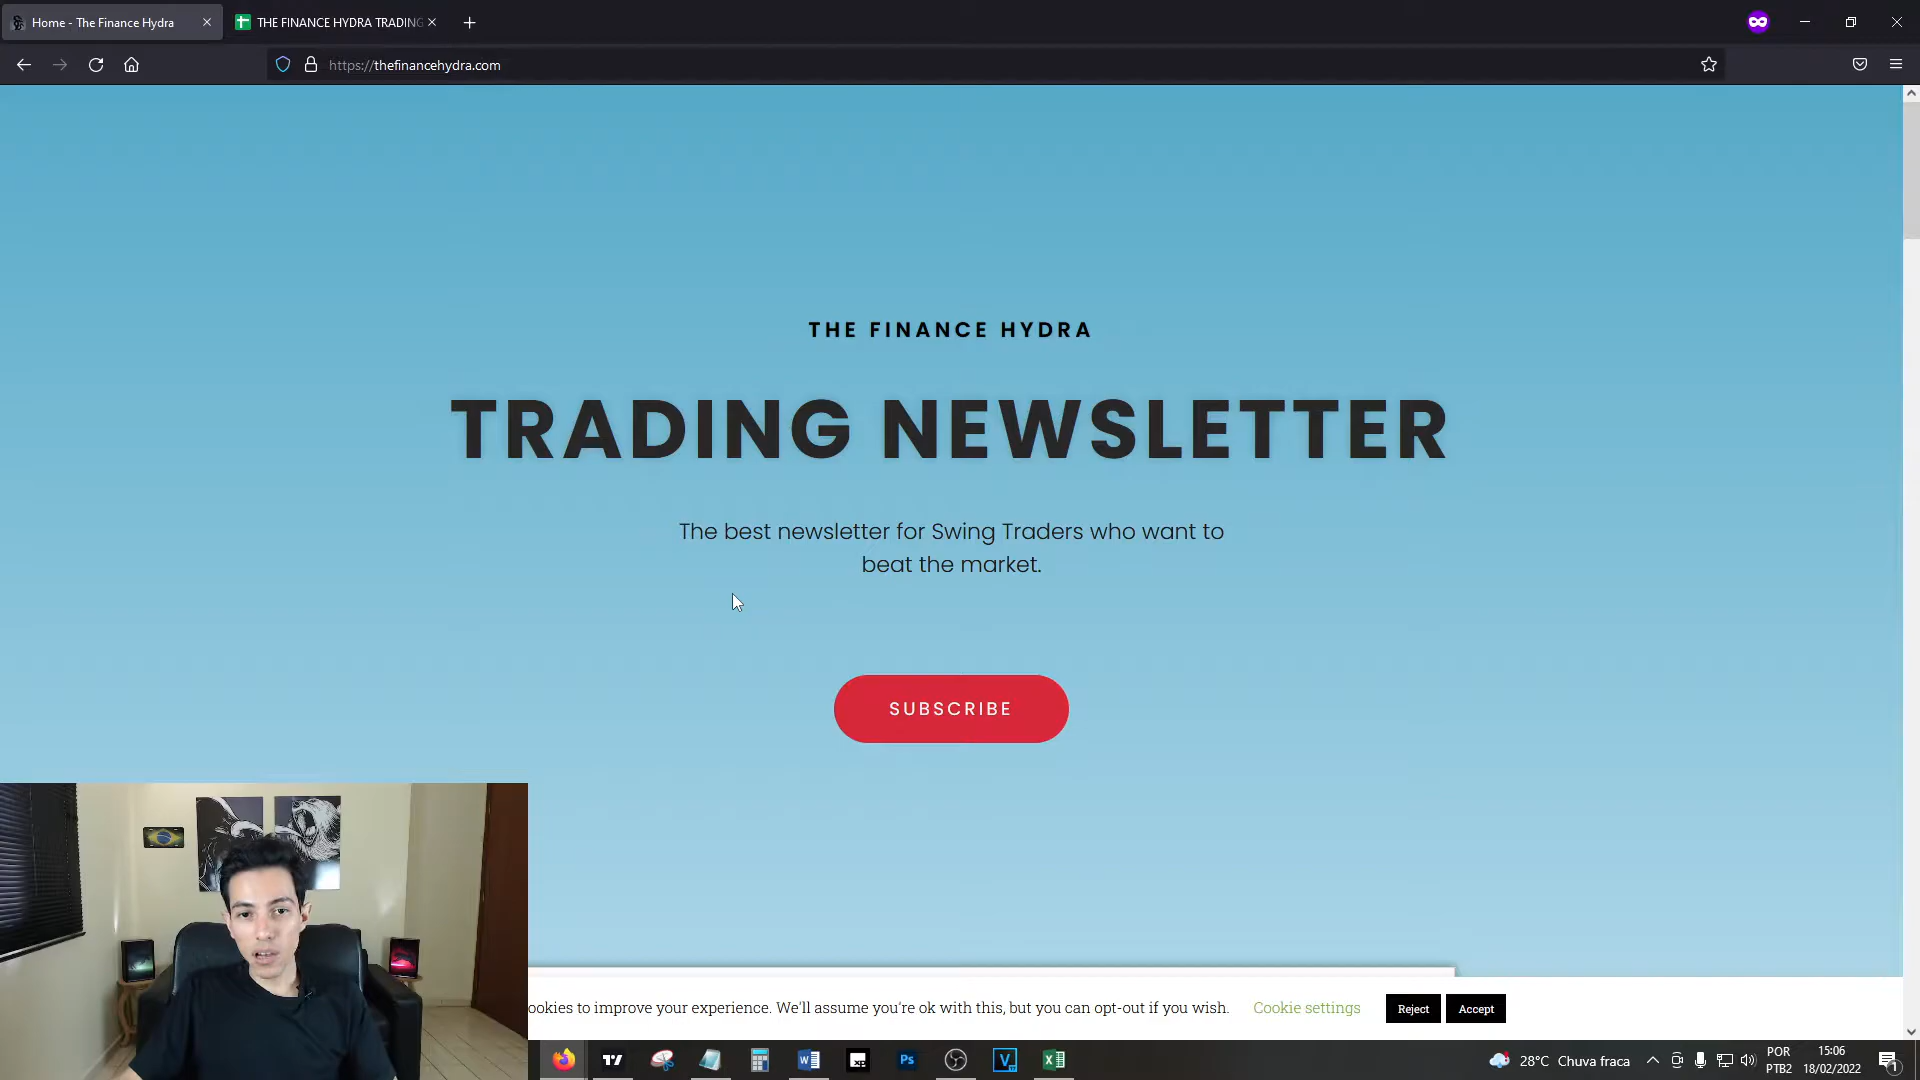 Home - The Finance Hydra
THE FINANCE HYDRA TRADING
https://thefinancehydra.com
THE FINANCE HYDRA
TRADING NEWSLETTER
The best newsletter for Swing Traders who want to
beat the market.
SUBSCRIBE
ookies to improve your experience. We'll assume you're ok with this, but you can opt-out if you wish.
Cookie settings
Reject
Accept
28°C Chuva fraca
POR
PTB2
15:06
18/02/2022
1